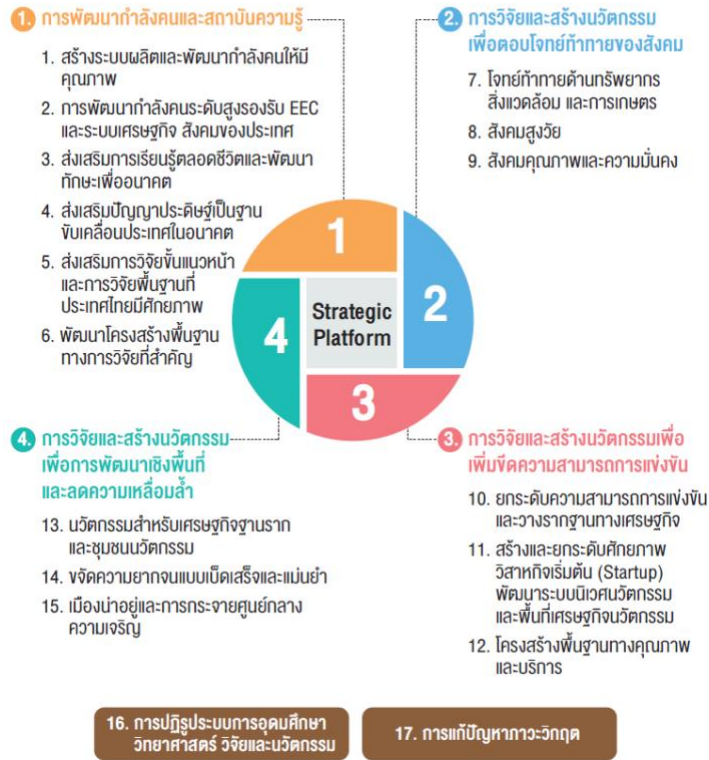 1. การพัฒนากำลังคนและสถาบันความรู้
1. สร้างระบบผลิตและพัฒนากำลังคนให้มี
คุณภาพ
2. การพัฒนากำลังคนระดับสูงรองรับ EEC
และระบบเศรษฐกิจ สังคมของประเทศ
3. ส่งเสริมการเรียนรู้ตลอดชีวิตและพัฒนา
ทักษะเพื่ออนาคต
4. ส่งเสริมปัญญาประดิษฐ์เป็นฐาน
ขับเคลื่อนประเทศในอนาคต
5. ส่งเสริมการวิจัยขั้นแนวหน้า
และการวิจัยพื้นฐานที่
ประเทศไทยมีศักยภาพ
6. พัฒนาโครงสร้างพื้นฐาน
ทางการวิจัยที่สำคัญ
2. การวิจัยและสร้างนวัตกรรม
เพื่อตอบโจทย์ท้าทายของสังคม
7. โจทย์ท้าทายด้านทรัพยากร
สิ่งแวดล้อม และการเกษตร
8. สังคมสูงวัย
9. สังคมคุณภาพและความมั่นคง
1
2
Strategic
Platform
4
3
4. การวิจัยและสร้างนวัตกรรม
เพื่อการพัฒนาเชิงพื้นที่
และลดความเหลื่อมล้ำ
13. นวัตกรรมสำหรับเศรษฐกิจฐานราก
และชุมชนนวัตกรรม
14. ขจัดความยากจนแบบเบ็ดเสร็จและแม่นยำ
15. เมืองน่าอยู่และการกระจายศูนย์กลาง
ความเจริญ
3. การวิจัยและสร้างนวัตกรรมเพื่อ
เพิ่มขีดความสามารถการแข่งขัน
10. ยกระดับความสามารถการแข่งขัน
และวางรากฐานทางเศรษฐกิจ
11. สร้างและยกระดับศักยภาพ
วิสาหกิจเริ่มต้น (Startup)
พัฒนาระบบนิเวศนวัตกรรม
และพื้นที่เศรษฐกิจนวัตกรรม
12. โครงสร้างพื้นฐานทางคุณภาพ
และบริการ
16. การปฏิรูประบบการอุดมศึกษา
วิทยาศาสตร์ วิจัยและนวัตกรรม
17. การแก้ปัญหาภาวะวิกฤต